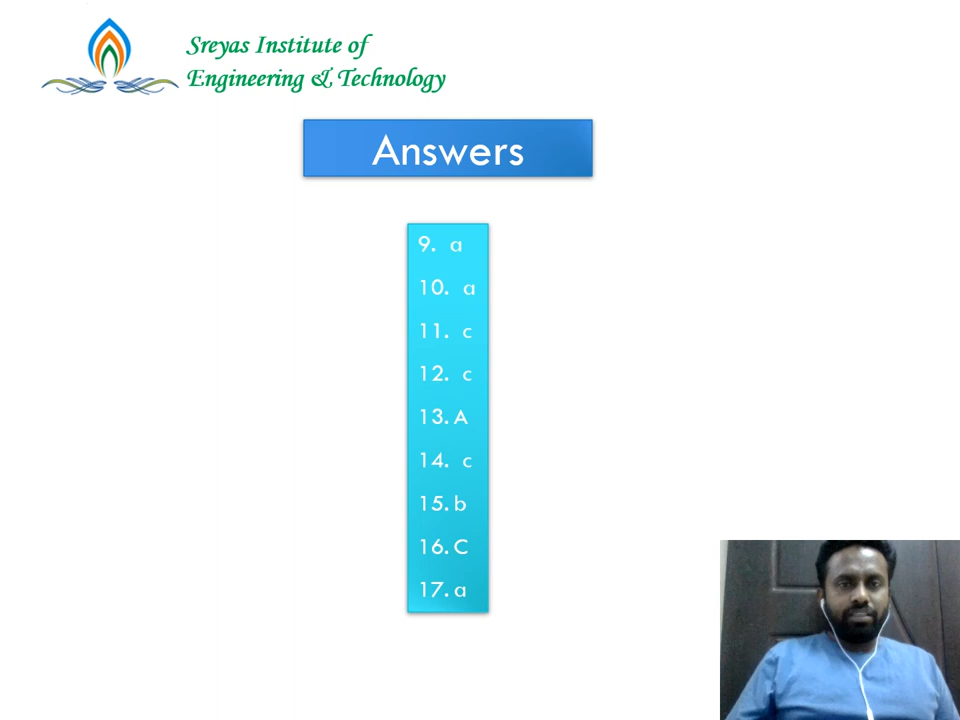 Sreyas Institute of
Engineering & Technology
Answers
9. a
10. a
11. c
12. c
13. A
14. c
15. b
16. C
17. a